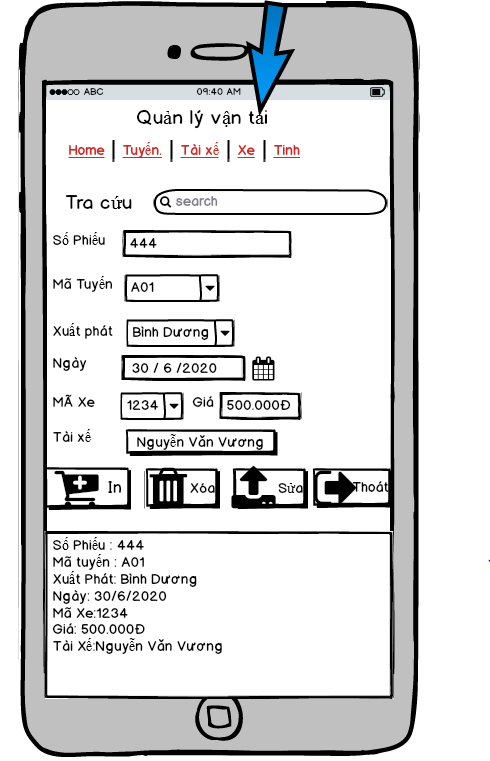 ABC 09:40 AM
Quản lý vận tải
Home Tuyến. Tài xế Xe Tinh
Tra cứu search
Số Phiếu 444
Mã Tuyến A01
Xuất phát Bình Dương
Ngày 30 / 6 /2020
MÃ Xe 1234 Giá 500.000Đ
Tài xế Nguyễn Văn Vương
In Xóa Sửa Thoát
Số Phiếu : 444
Mã tuyến : A01
Xuất Phát: Bình Dương
Ngày: 30/6/2020
Mã Xe:1234
Giá: 500.000Đ
Tài Xế:Nguyễn Văn Vương